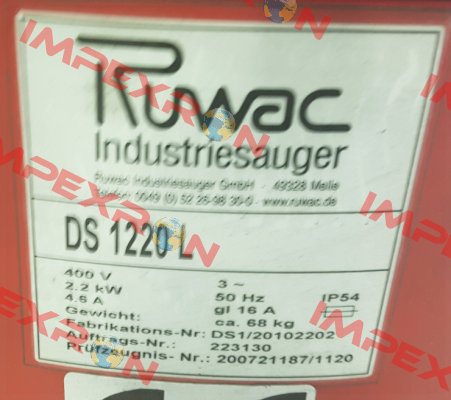 Ruwac
Industriesauger
Ruwac Industriesauger GmbH - 49328 Melle
Telefon: 0049 (0) 52 26-98 30-0 - www.ruwac.de
DS 1220 L
400 V 3 ~
2.2 kW 50 Hz IP54
4.6 A gl 16 A
Gewicht: ca. 68 kg
Fabrikations-Nr: DS1/20102202
Auftrags-Nr.: 223130
Prüfzeugnis- Nr.: 200721187/1120
IMPEXRON
IMPEXRON
IMPEXRON
IMPEXRON